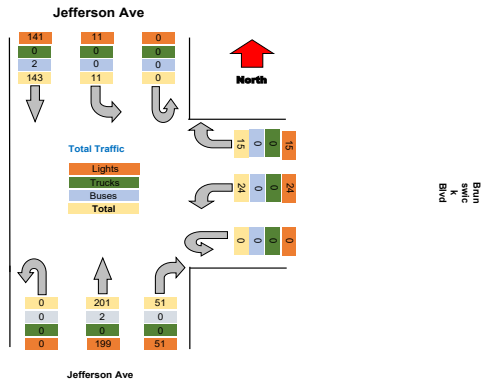 Jefferson Ave
141 11 0
0 0 0
2 0 0
143 11 0
North
15 0 0 15
Total Traffic
Lights
Trucks
Buses
Total
24 0 0 24
Brun
swic
k
Blvd
0 0 0 0
0 201 51
0 2 0
0 0 0
0 199 51
Jefferson Ave